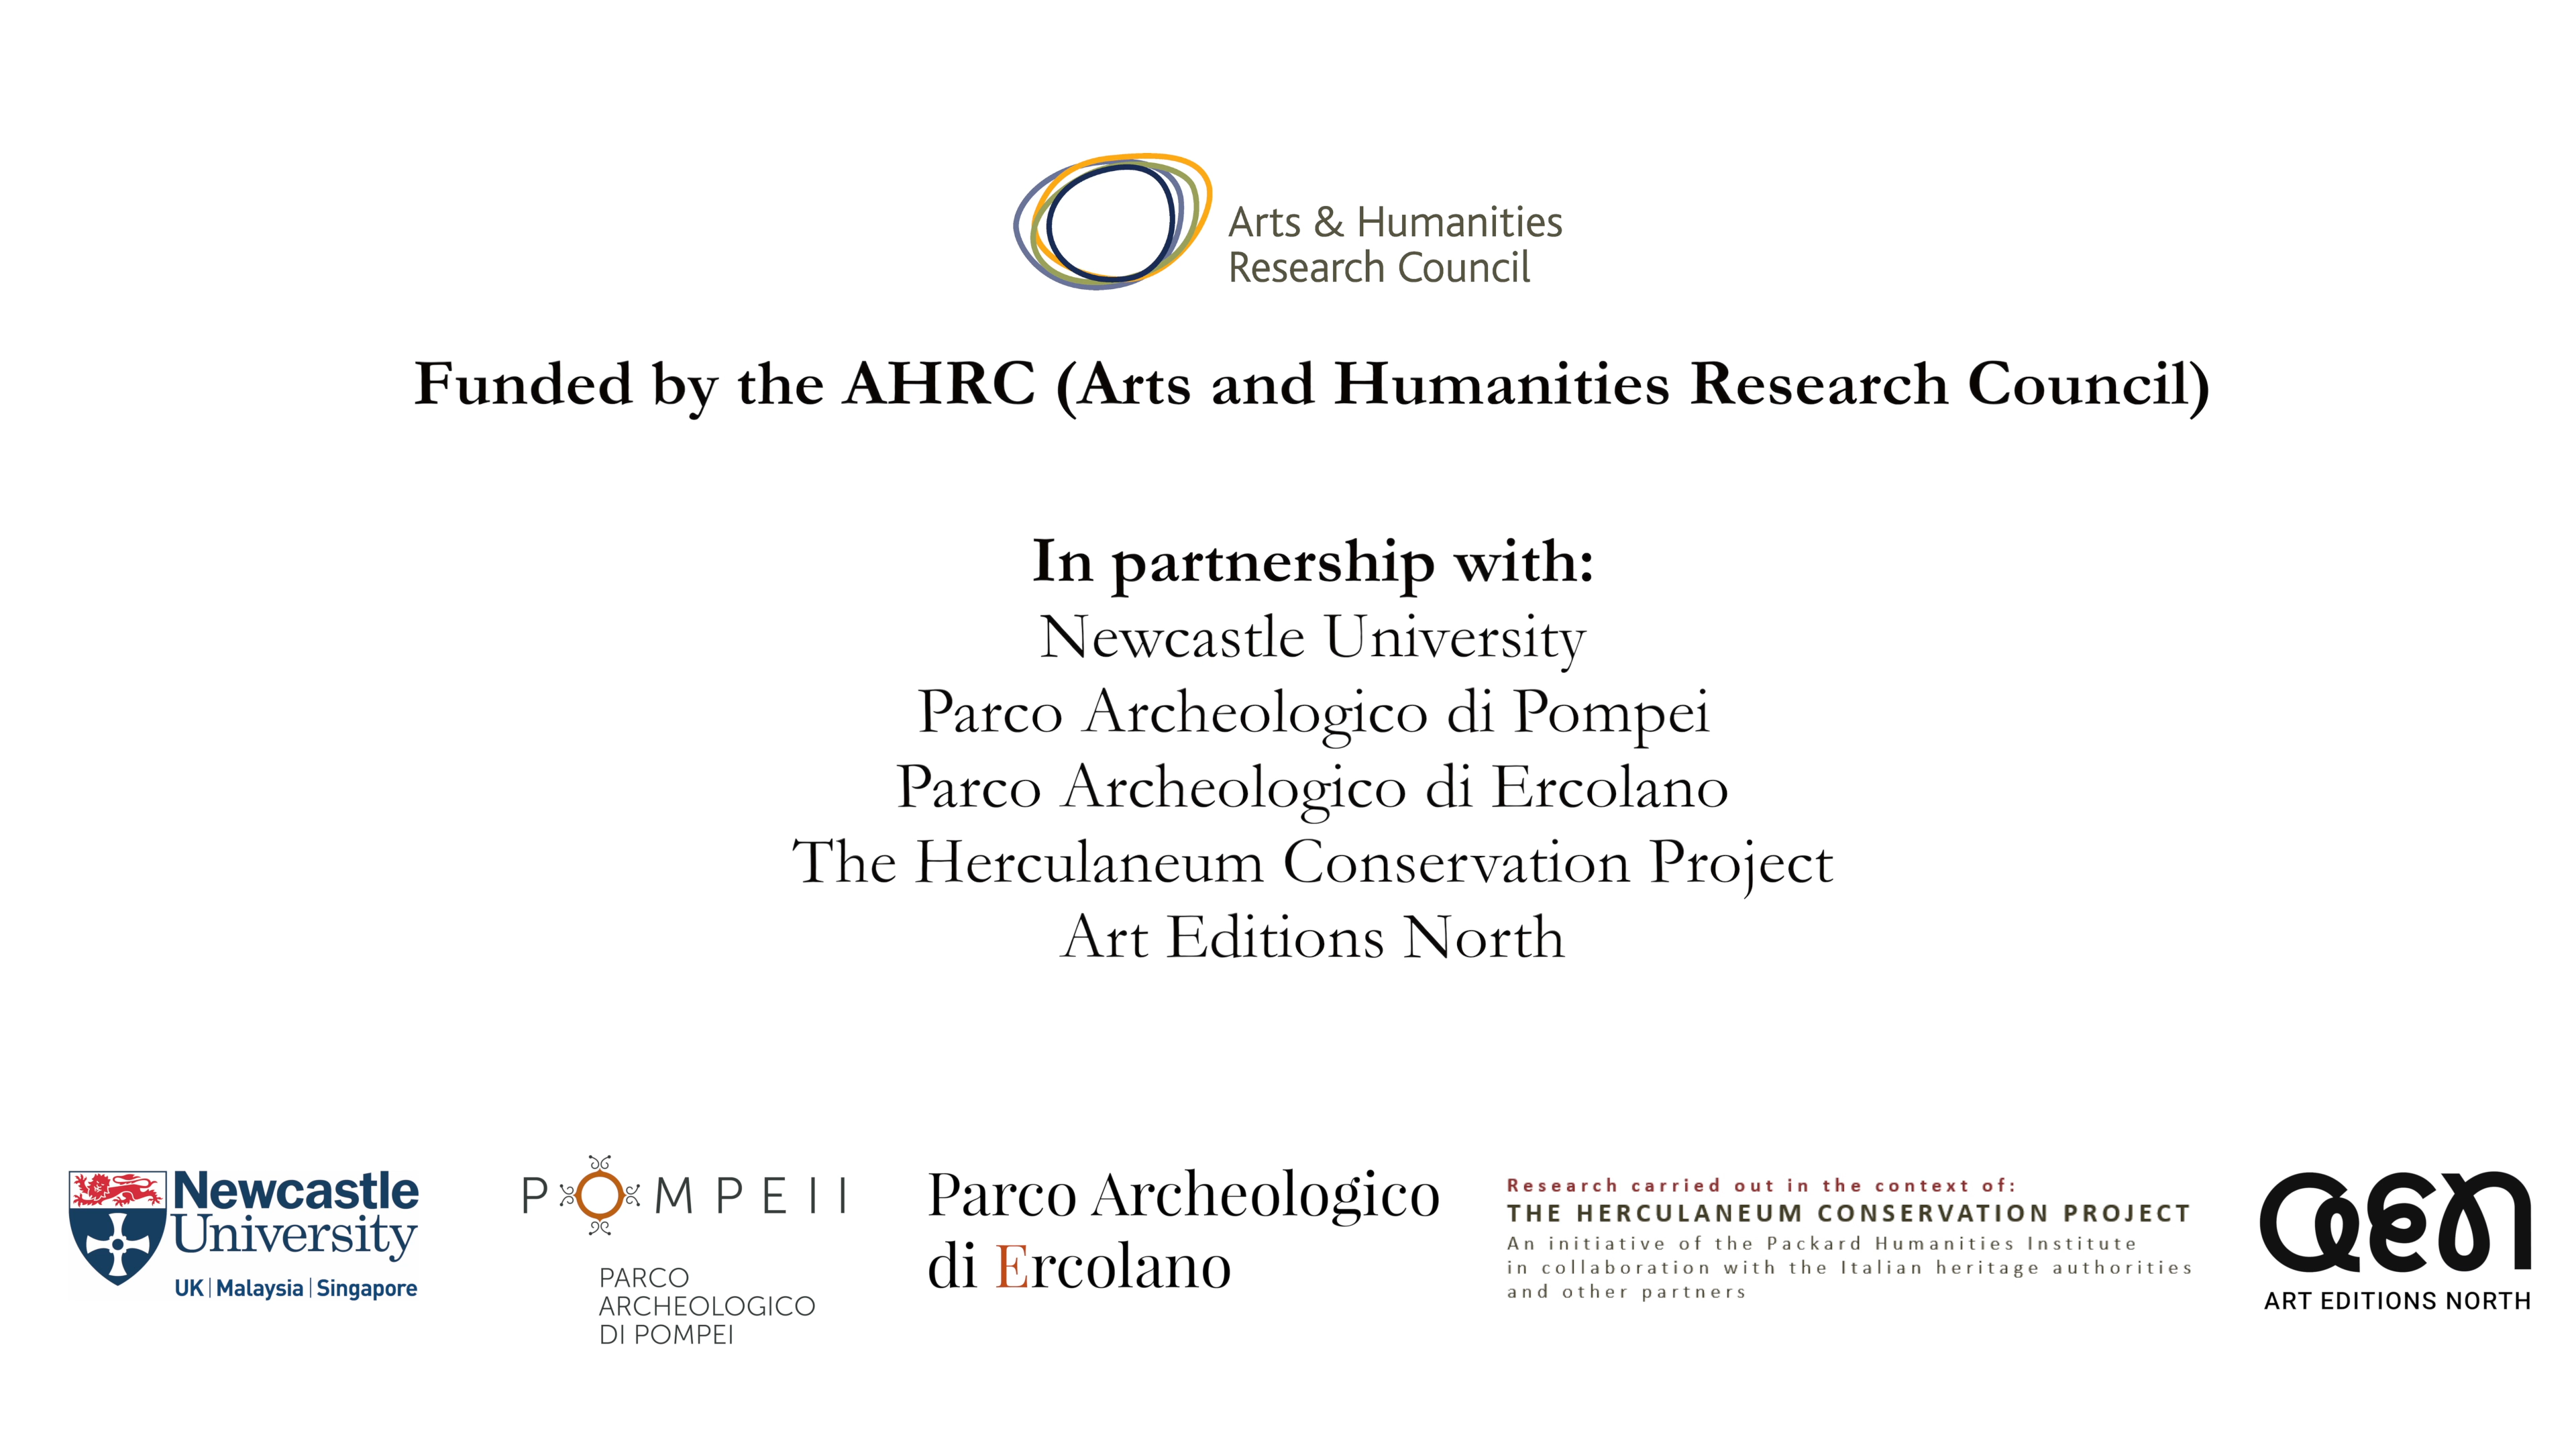 Arts & Humanities
Research Council
Funded by the AHRC (Arts and Humanities Research Council)
In partnership with:
Newcastle University
Parco Archeologico di Pompei
Parco Archeologico di Ercolano
The Herculaneum Conservation Project
Art Editions North
Newcastle
University
UK | Malaysia | Singapore
POMPEII
PARCO
ARCHEOLOGICO
DI POMPEI
Parco Archeologico
di Ercolano
Research carried out in the context of:
THE HERCULANEUM CONSERVATION PROJECT
An initiative of the Packard Humanities Institute
in collaboration with the Italian heritage authorities
and other partners
aen
ART EDITIONS NORTH